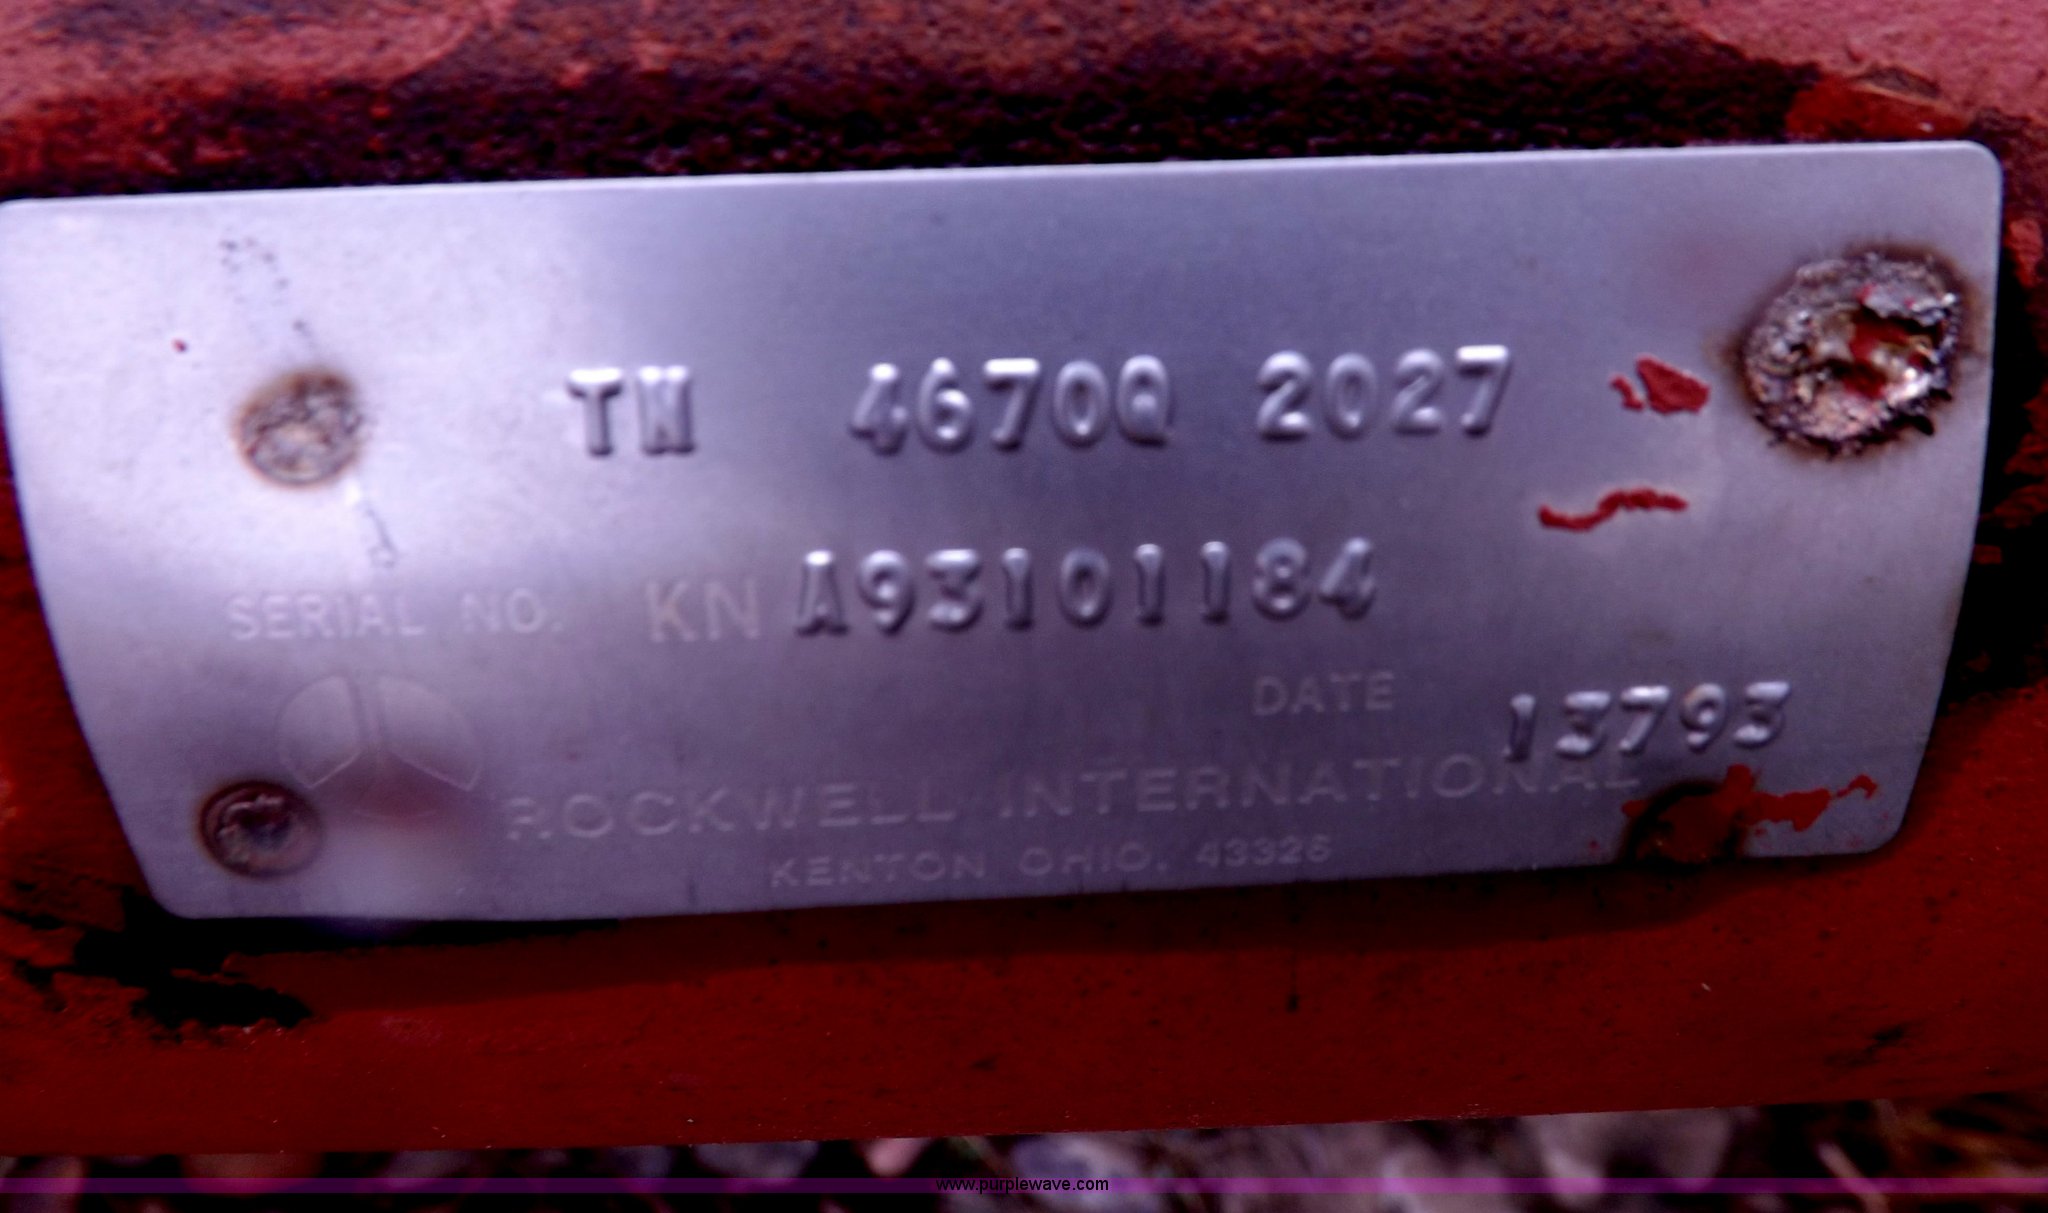 TN 4670Q 2027
SERIAL NO. KN A93101184
DATE 13793
ROCKWELL INTERNATIONAL
KENTON OHIO. 43326
www.purplewave.com